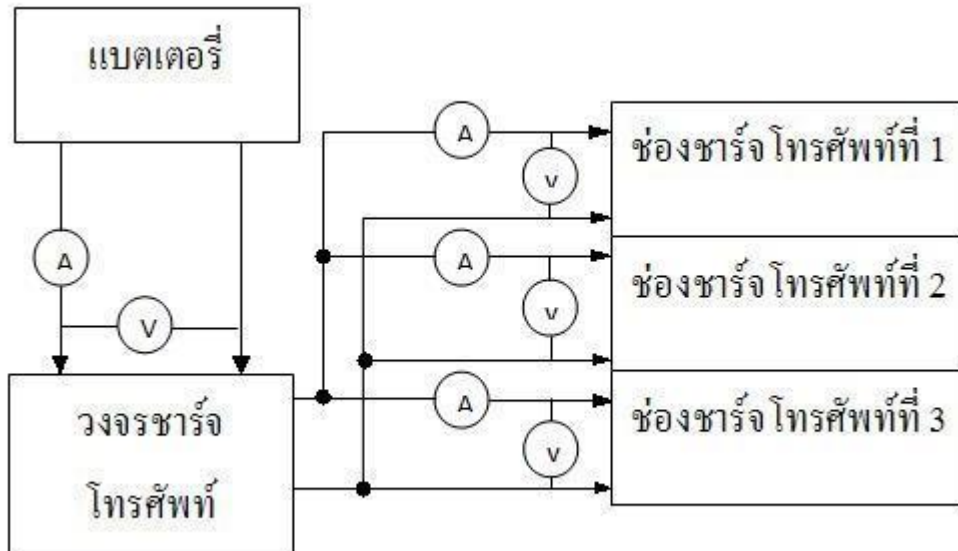 แบตเตอรี่
A
ช่องชาร์จโทรศัพท์ที่ 1
V
A
A
ช่องชาร์จโทรศัพท์ที่ 2
V
V
A
วงจรชาร์จ
โทรศัพท์
ช่องชาร์จโทรศัพท์ที่ 3
V